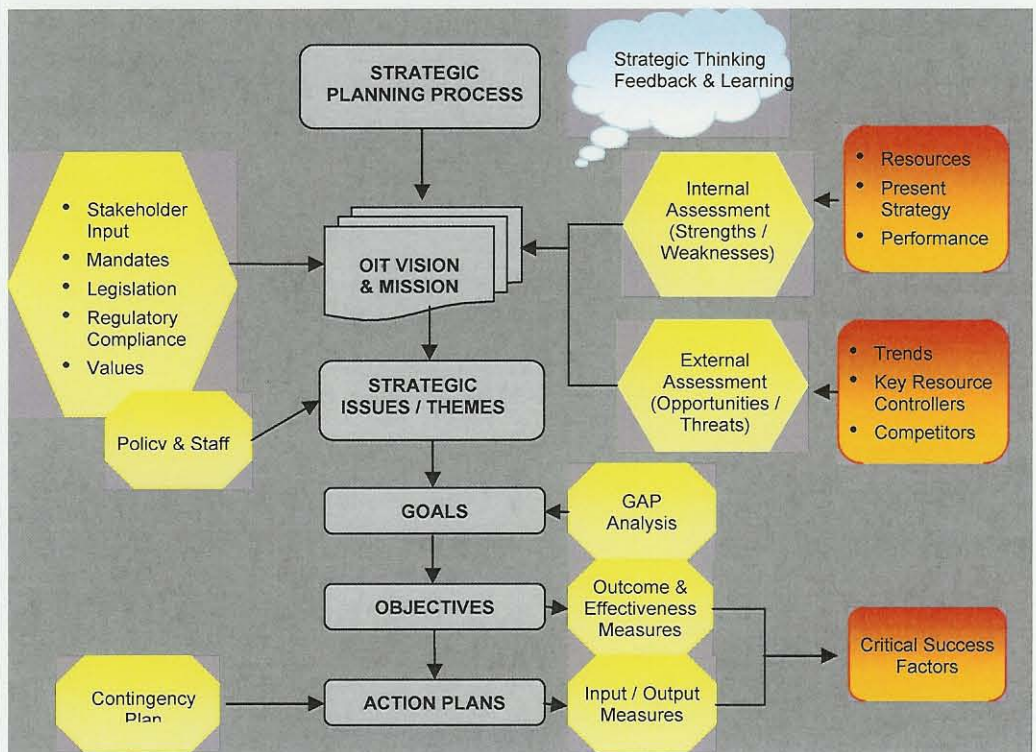 STRATEGIC
PLANNING PROCESS
Strategic Thinking
Feedback & Learning
• Stakeholder
Input
• Mandates
• Legislation
• Regulatory
Compliance
• Values
OIT VISION
& MISSION
Internal
Assessment
(Strengths /
Weaknesses)
• Resources
• Present
Strategy
• Performance
External
Assessment
(Opportunities /
Threats)
• Trends
• Key Resource
Controllers
• Competitors
STRATEGIC
ISSUES / THEMES
Policy & Staff
GOALS
GAP
Analysis
OBJECTIVES
Outcome &
Effectiveness
Measures
Critical Success
Factors
Contingency
Plan
ACTION PLANS
Input / Output
Measures